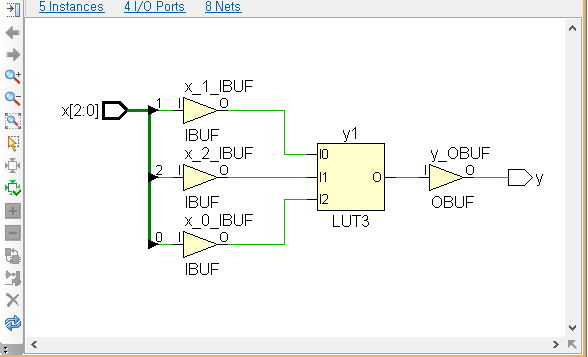 5 Instances 4 I/O Ports 8 Nets
x_1_IBUF
x[2:0] 1 I O
IBUF
y1
x_2_IBUF
I0
y_OBUF
2 I O
I1 O
I O
y
IBUF
I2
OBUF
x_0_IBUF
LUT3
0 I O
IBUF